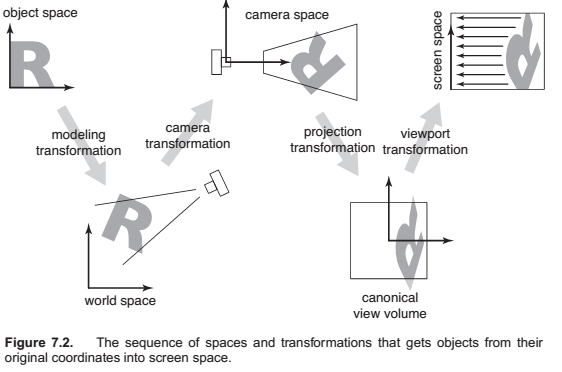 object space
camera space
screen space
R
R
R
R
R
modeling
transformation
camera
transformation
projection
transformation
viewport
transformation
world space
canonical
view volume
Figure 7.2. The sequence of spaces and transformations that gets objects from their
original coordinates into screen space.